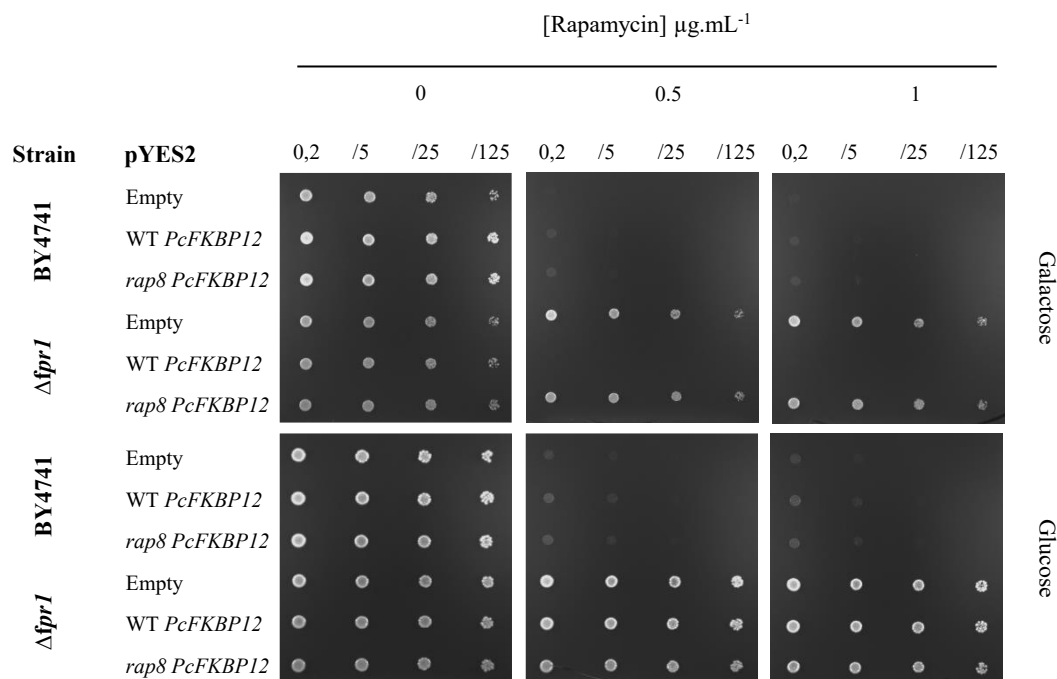 [Rapamycin] µg.mL-1
0 0.5 1
Strain pYES2 0,2 /5 /25 /125 0,2 /5 /25 /125 0,2 /5 /25 /125
BY4741
Empty
WT PcFKBP12
rap8 PcFKBP12
Δfpr1
Empty
WT PcFKBP12
rap8 PcFKBP12
Galactose
BY4741
Empty
WT PcFKBP12
rap8 PcFKBP12
Δfpr1
Empty
WT PcFKBP12
rap8 PcFKBP12
Glucose